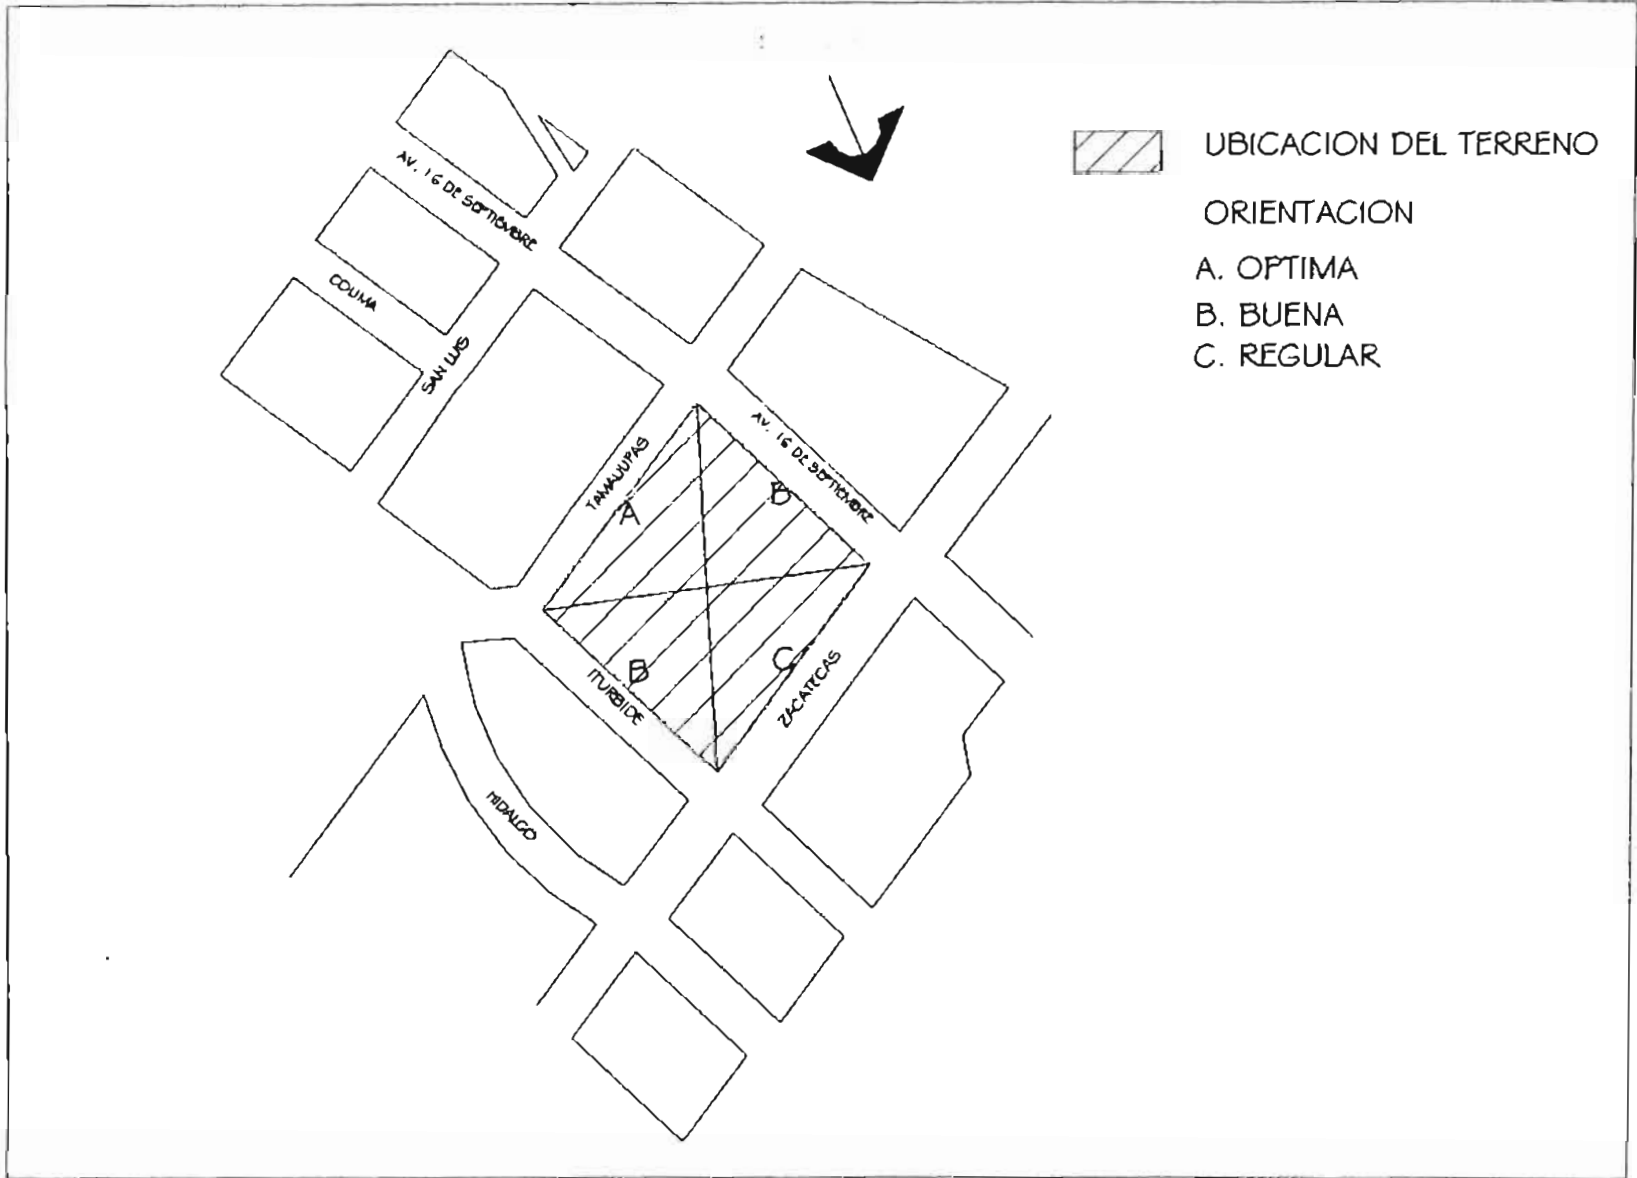 UBICACION DEL TERRENO
ORIENTACION
A. OPTIMA
B. BUENA
C. REGULAR
AV. 16 DE SEPTIEMBRE
COLIMA
SAN LUIS
TAMAULIPAS
AV. 16 DE SEPTIEMBRE
A
B
B
C
ITURBIDE
ZACATECAS
HIDALGO